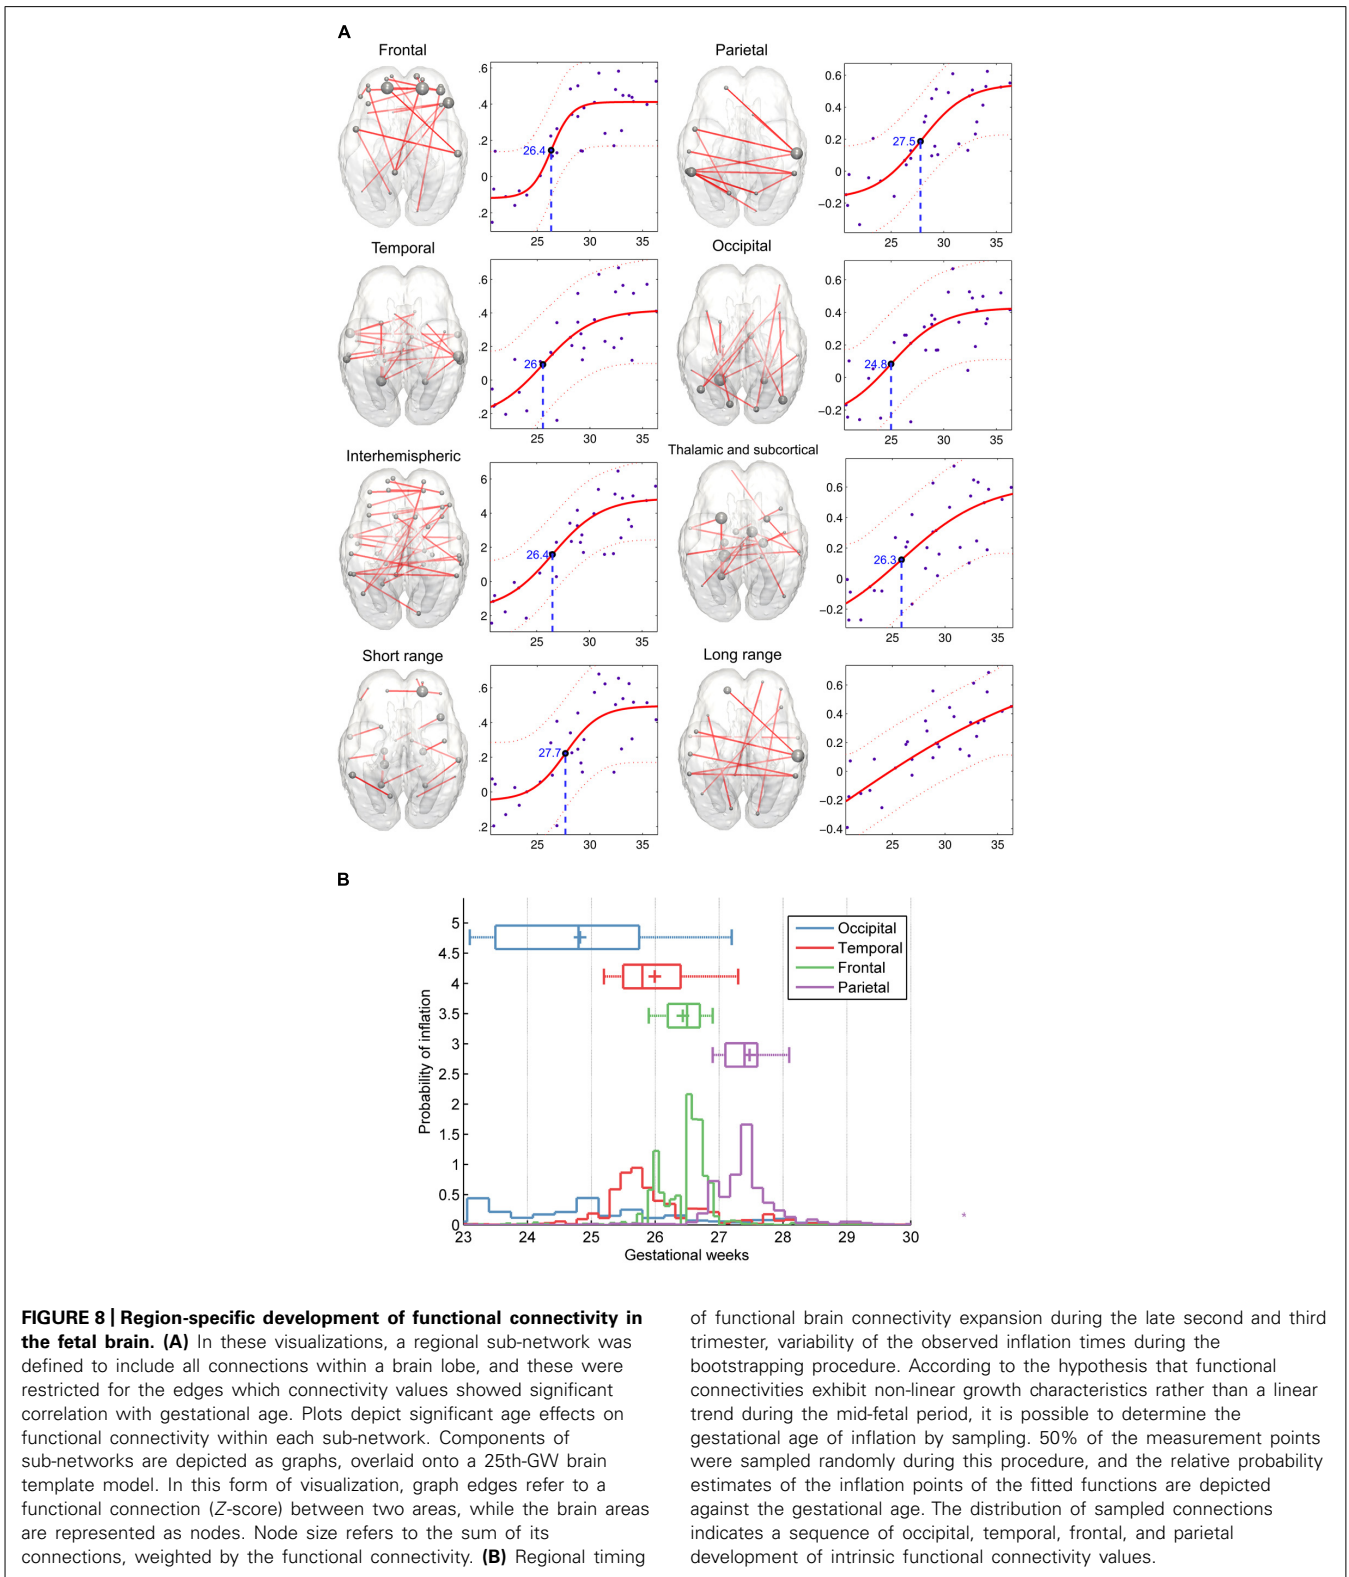 A
Frontal
.6
.4
.2
0
.2
26.4
25 30 35
Parietal
0.6
0.4
0.2
0
−0.2
27.5
25 30 35
Temporal
.6
.4
.2
0
.2
26
25 30 35
Occipital
0.6
0.4
0.2
0
−0.2
24.8
25 30 35
Interhemispheric
6
4
2
0
2
26.4
25 30 35
Thalamic and subcortical
0.6
0.4
0.2
0
−0.2
26.3
25 30 35
Short range
.6
.4
.2
0
.2
27.7
25 30 35
Long range
0.6
0.4
0.2
0
−0.2
−0.4
25 30 35
B
Probability of inflation
5
4.5
4
3.5
3
2.5
2
1.5
1
0.5
0
Occipital
Temporal
Frontal
Parietal
23 24 25 26 27 28 29 30
Gestational weeks
*
FIGURE 8 | Region-specific development of functional connectivity in
the fetal brain. (A) In these visualizations, a regional sub-network was
defined to include all connections within a brain lobe, and these were
restricted for the edges which connectivity values showed significant
correlation with gestational age. Plots depict significant age effects on
functional connectivity within each sub-network. Components of
sub-networks are depicted as graphs, overlaid onto a 25th-GW brain
template model. In this form of visualization, graph edges refer to a
functional connection (Z-score) between two areas, while the brain areas
are represented as nodes. Node size refers to the sum of its
connections, weighted by the functional connectivity. (B) Regional timing
of functional brain connectivity expansion during the late second and third
trimester, variability of the observed inflation times during the
bootstrapping procedure. According to the hypothesis that functional
connectivities exhibit non-linear growth characteristics rather than a linear
trend during the mid-fetal period, it is possible to determine the
gestational age of inflation by sampling. 50% of the measurement points
were sampled randomly during this procedure, and the relative probability
estimates of the inflation points of the fitted functions are depicted
against the gestational age. The distribution of sampled connections
indicates a sequence of occipital, temporal, frontal, and parietal
development of intrinsic functional connectivity values.